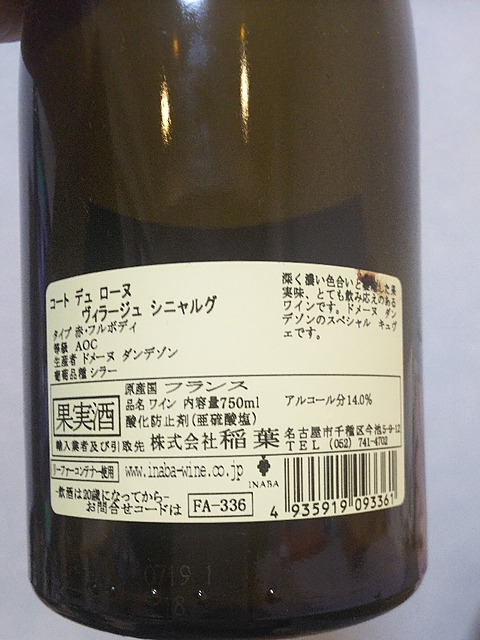 コート デュ ローヌ
ヴィラージュ シニャルグ
タイプ 赤・フルボディ
等級 AOC
生産者 ドメーヌ ダンデゾン
葡萄品種 シラー
深く濃い色合いと した果
実味、とても飲み応えのある
ワインです。ドメーヌ ダン
デゾンのスペシャル キュヴ
ェです。
果実酒
原産国 フランス
品名 ワイン 内容量750ml
アルコール分14.0%
酸化防止剤(亜硫酸塩)
輸入業者及び引取先 株式会社 稲葉
名古屋市千種区今池5-9-12
TEL (052) 741-4702
リーファーコンテナー使用
www.inaba-wine.co.jp
INABA
-飲酒は20歳になってから-
お問合せコードは FA-336
4 935919 093361
0719 1
8